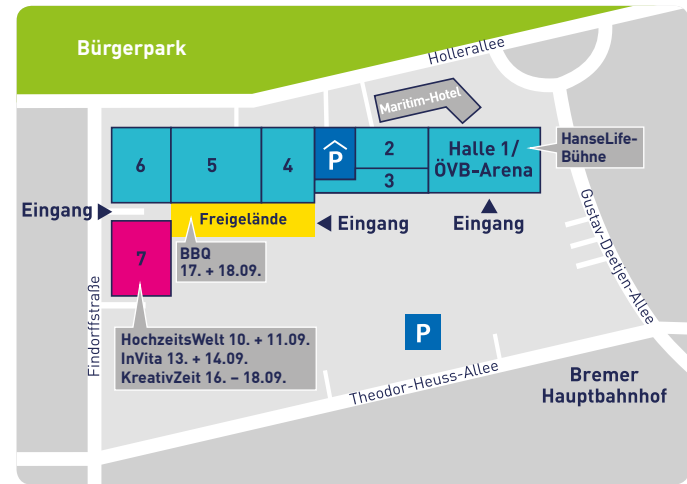 Bürgerpark
Hollerallee
Maritim-Hotel
HanseLife-
Bühne
6
5
4
P
2
3
Halle 1/
ÖVB-Arena
Eingang
Freigelände
Eingang
Eingang
7
BBQ
17. + 18.09.
Gustav-Deetjen-Allee
Findorffstraße
HochzeitsWelt 10. + 11.09.
InVita 13. + 14.09.
KreativZeit 16. – 18.09.
P
Theodor-Heuss-Allee
Bremer
Hauptbahnhof